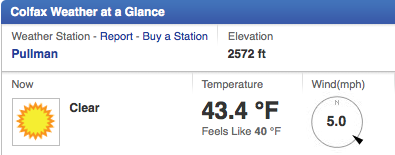 Colfax Weather at a Glance
Weather Station - Report - Buy a Station
Elevation
Pullman
2572 ft
Now
Temperature
Wind(mph)
Clear
43.4 °F
Feels Like 40 °F
N
5.0